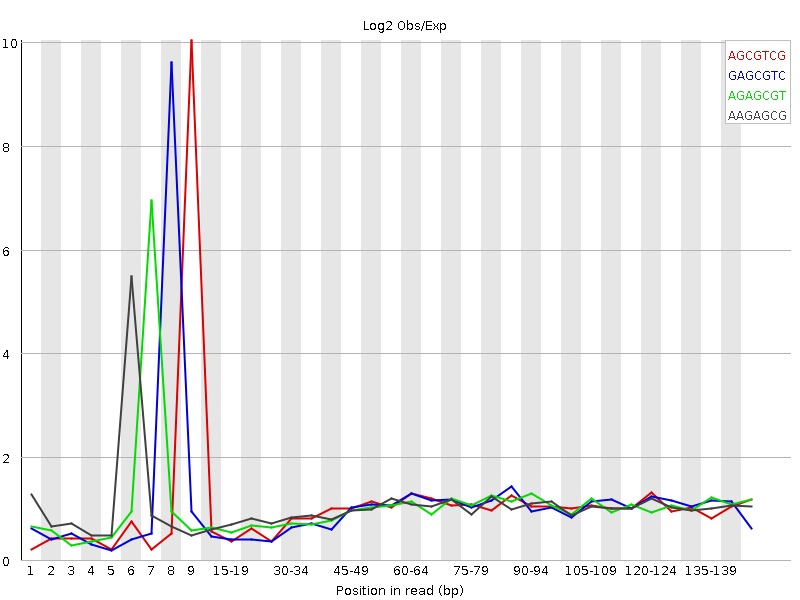 Log2 Obs/Exp
10
8
6
4
2
0
AGCGTCG
GAGCGTC
AGAGCGT
AAGAGCG
1 2 3 4 5 6 7 8 9 15-19 30-34 45-49 60-64 75-79 90-94 105-109 120-124 135-139
Position in read (bp)